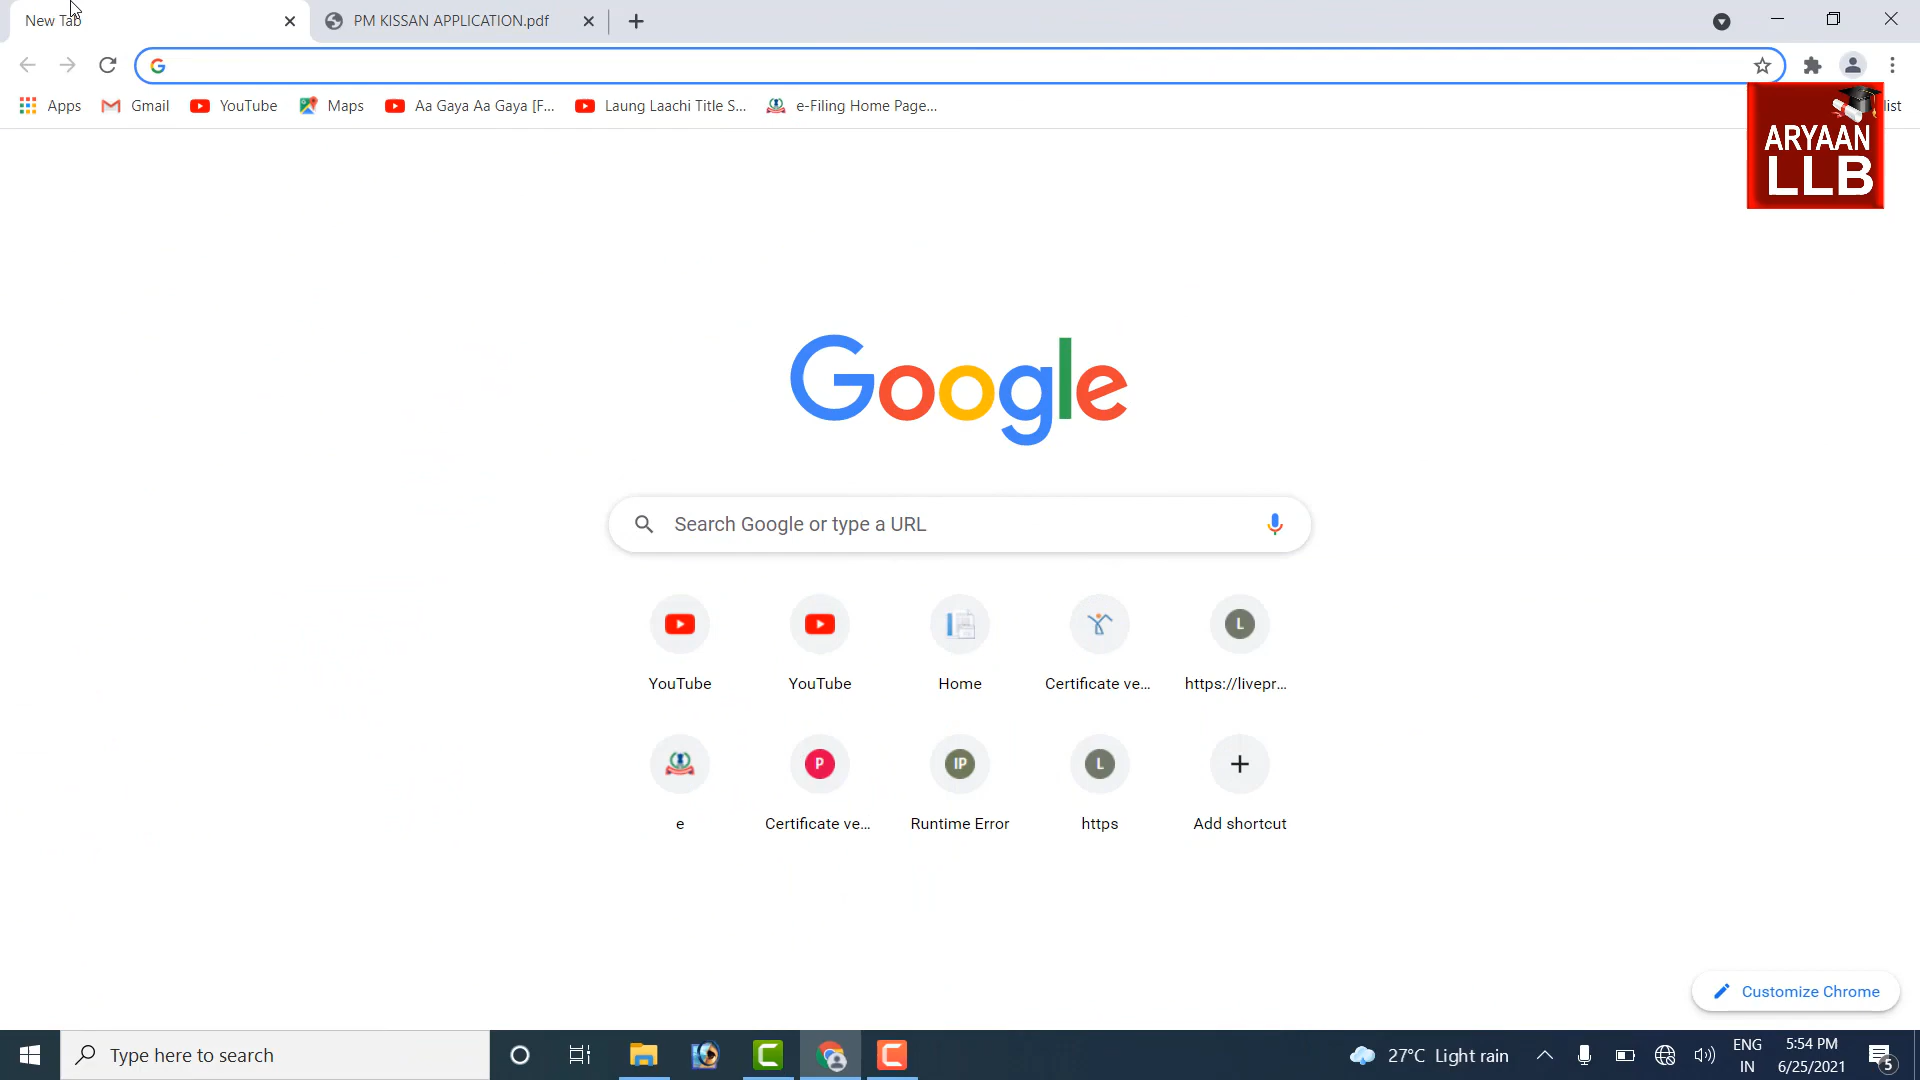 New Tab
PM KISSAN APPLICATION.pdf
Apps
Gmail
YouTube
Maps
Aa Gaya Aa Gaya [F...
Laung Laachi Title S...
e-Filing Home Page...
list
ARYAAN
LLB
Google
Search Google or type a URL
YouTube
YouTube
Home
Certificate ve...
L
https://livepr...
e
P
Certificate ve...
IP
Runtime Error
L
https
Add shortcut
Customize Chrome
Type here to search
27°C Light rain
ENG
IN
5:54 PM
6/25/2021
5